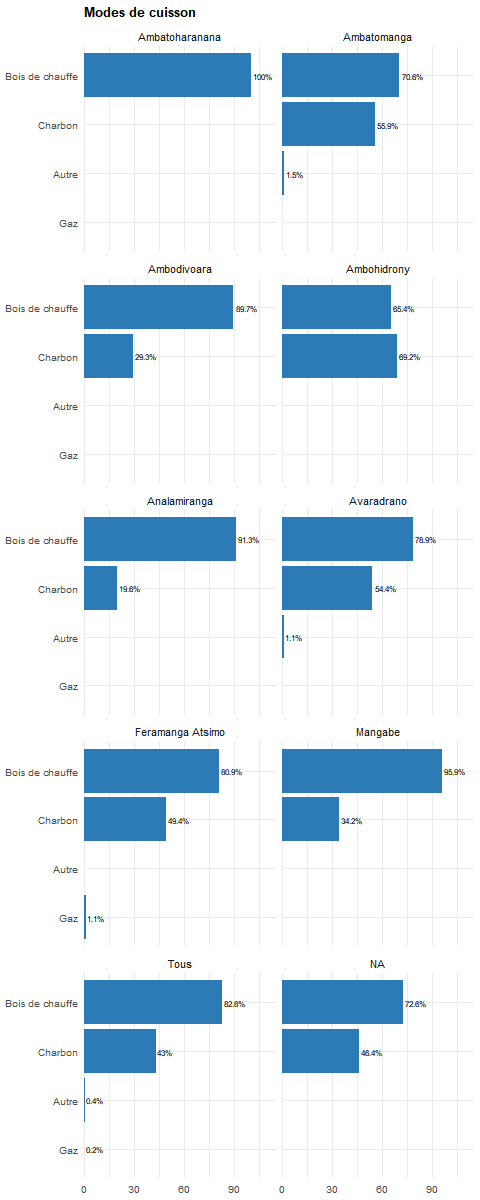 Modes de cuisson
Ambatoharanana
Ambatomanga
Bois de chauffe
100%
70.6%
Charbon
55.9%
Autre
1.5%
Gaz
Ambodivoara
Ambohidrony
Bois de chauffe
89.7%
65.4%
Charbon
29.3%
69.2%
Autre
Gaz
Analamiranga
Avaradrano
Bois de chauffe
91.3%
78.9%
Charbon
19.6%
54.4%
Autre
1.1%
Gaz
Feramanga Atsimo
Mangabe
Bois de chauffe
80.9%
95.9%
Charbon
49.4%
34.2%
Autre
Gaz
1.1%
Tous
NA
Bois de chauffe
82.8%
72.6%
Charbon
43%
46.4%
Autre
0.4%
Gaz
0.2%
0 30 60 90
0 30 60 90